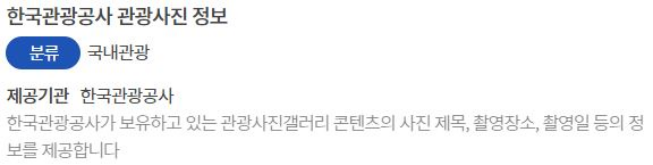 한국관광공사 관광사진 정보
분류 국내관광
제공기관 한국관광공사
한국관광공사가 보유하고 있는 관광사진갤러리 콘텐츠의 사진 제목, 촬영장소, 촬영일 등의 정
보를 제공합니다